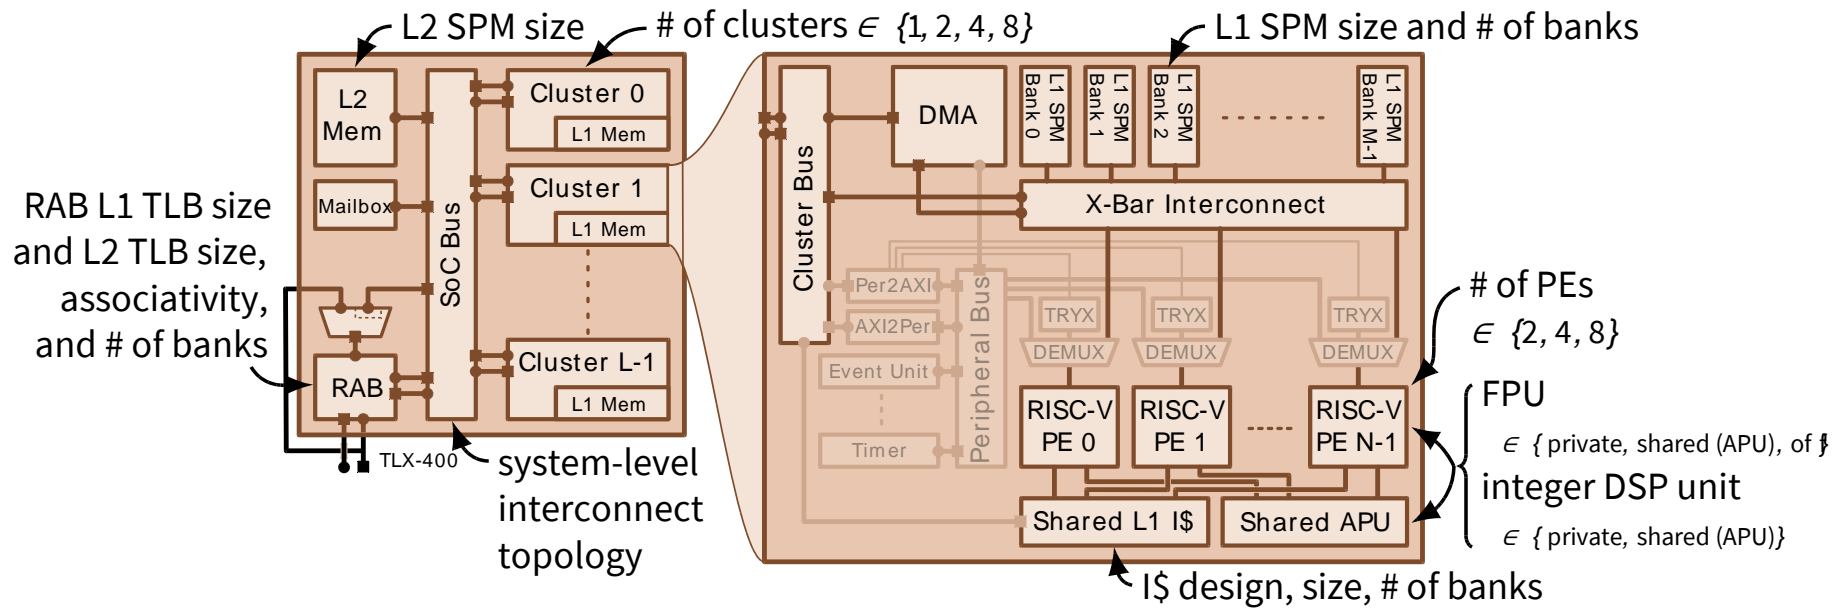 L2 SPM size
# of clusters ∈ {1, 2, 4, 8}
L1 SPM size and # of banks
L2
Mem
Mailbox
SoC Bus
Cluster 0
L1 Mem
Cluster 1
L1 Mem
Cluster L-1
L1 Mem
RAB
TLX-400
RAB L1 TLB size
and L2 TLB size,
associativity,
and # of banks
system-level
interconnect
topology
Cluster Bus
DMA
L1 SPM
Bank 0
L1 SPM
Bank 1
L1 SPM
Bank 2
L1 SPM
Bank M-1
X-Bar Interconnect
Per2AXI
AXI2Per
Event Unit
Timer
Peripheral Bus
TRYX
TRYX
TRYX
DEMUX
DEMUX
DEMUX
RISC-V
PE 0
RISC-V
PE 1
RISC-V
PE N-1
Shared L1 I$
Shared APU
# of PEs
∈ {2, 4, 8}
FPU
∈ { private, shared (APU), of
integer DSP unit
∈ { private, shared (APU)}
I$ design, size, # of banks